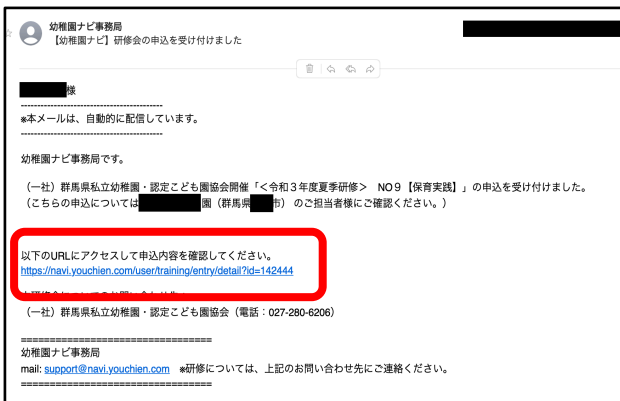 幼稚園ナビ事務局
【幼稚園ナビ】研修会の申込を受け付けました
様
-------------------------------------------
※本メールは、自動的に配信しています。
-------------------------------------------
幼稚園ナビ事務局です。
（一社）群馬県私立幼稚園・認定こども園協会開催「＜令和３年度夏季研修＞　NO９【保育実践】」の申込を受け付けました。
（こちらの申込については 園（群馬県 市） のご担当者様にご確認ください。）
以下のURLにアクセスして申込内容を確認してください。
https://navi.youchien.com/user/training/entry/detail?id=142444
（一社）群馬県私立幼稚園・認定こども園協会（電話：027-280-6206）
=================================
幼稚園ナビ事務局
mail: support@navi.youchien.com　※研修については、上記のお問い合わせ先にご連絡ください。
=================================